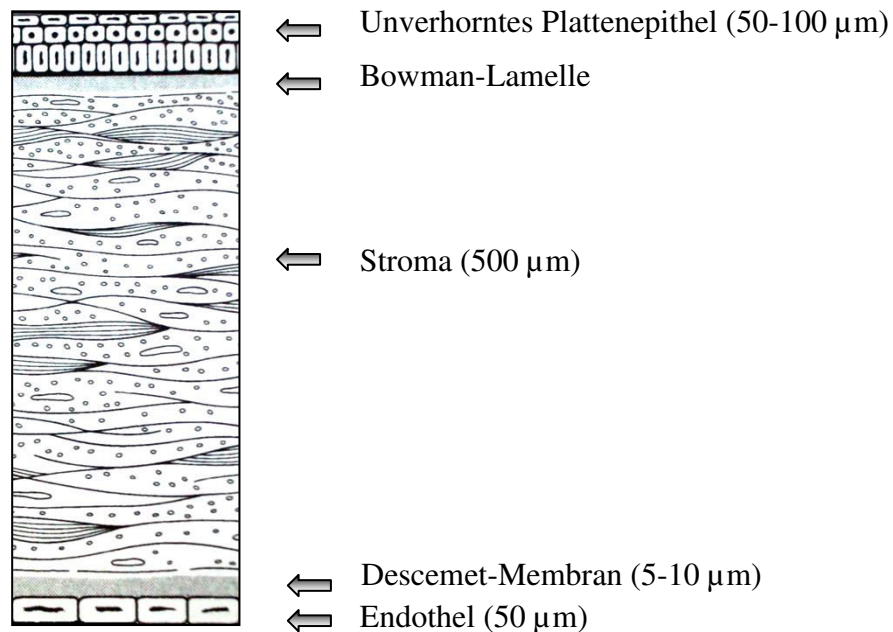 Unverhorntes Plattenepithel (50-100 µm)
Bowman-Lamelle
Stroma (500 µm)
Descemet-Membran (5-10 µm)
Endothel (50 µm)